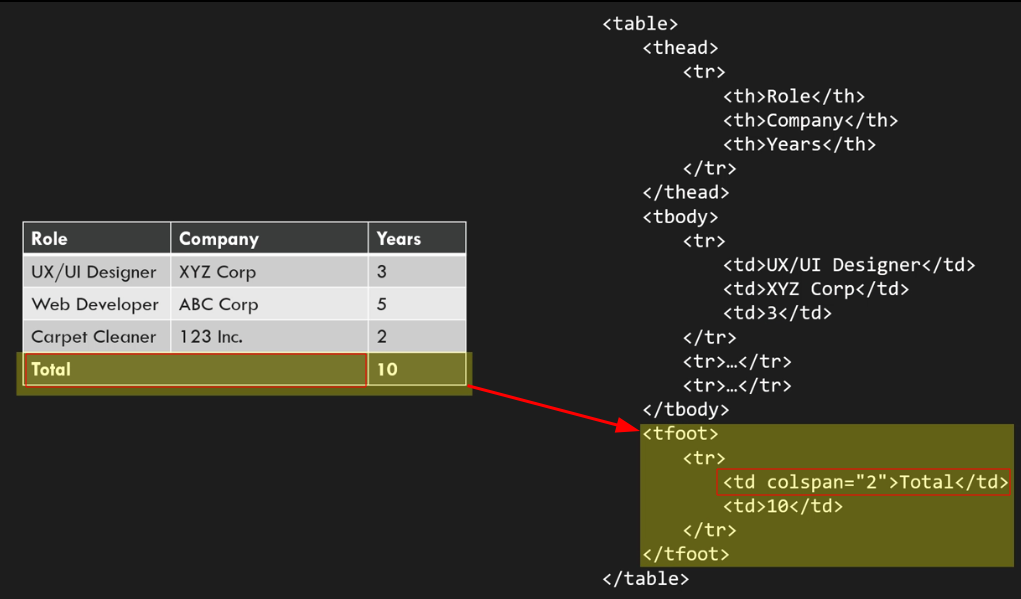 Role Company Years
UX/UI Designer XYZ Corp 3
Web Developer ABC Corp 5
Carpet Cleaner 123 Inc. 2
Total 10
<table>
<thead>
<tr>
<th>Role</th>
<th>Company</th>
<th>Years</th>
</tr>
</thead>
<tbody>
<tr>
<td>UX/UI Designer</td>
<td>XYZ Corp</td>
<td>3</td>
</tr>
<tr>…</tr>
<tr>…</tr>
</tbody>
<tfoot>
<tr>
<td colspan="2">Total</td>
<td>10</td>
</tr>
</tfoot>
</table>